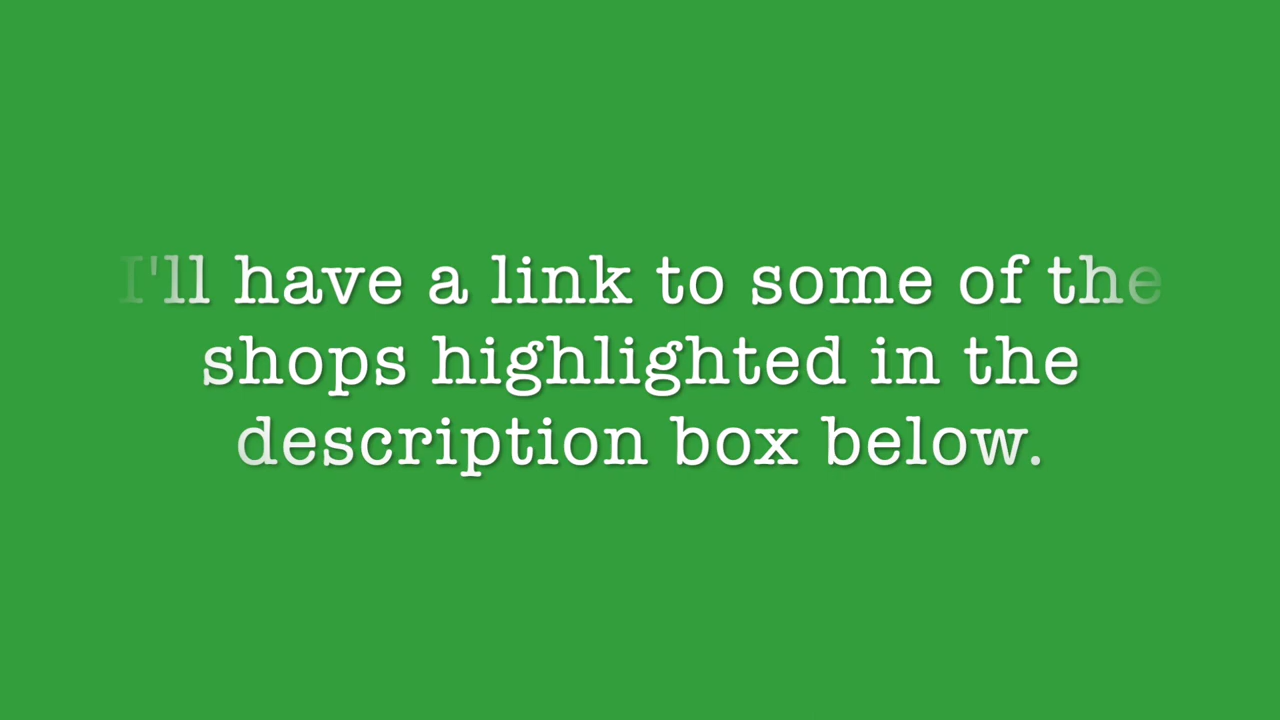 I'll have a link to some of the
shops highlighted in the
description box below.